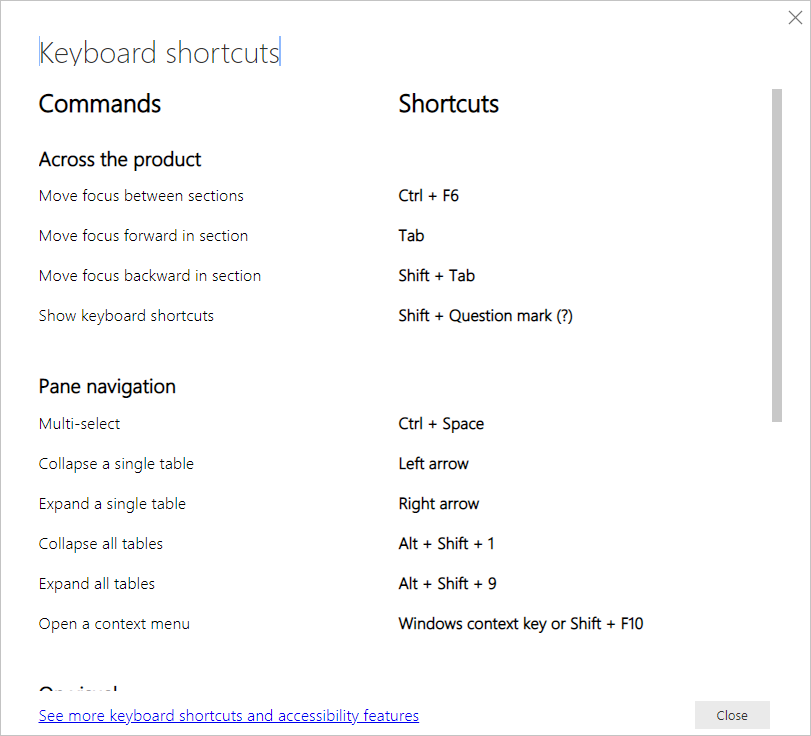 Keyboard shortcuts
Commands Shortcuts
Across the product
Move focus between sections Ctrl + F6
Move focus forward in section Tab
Move focus backward in section Shift + Tab
Show keyboard shortcuts Shift + Question mark (?)
Pane navigation
Multi-select Ctrl + Space
Collapse a single table Left arrow
Expand a single table Right arrow
Collapse all tables Alt + Shift + 1
Expand all tables Alt + Shift + 9
Open a context menu Windows context key or Shift + F10
On visual
See more keyboard shortcuts and accessibility features Close